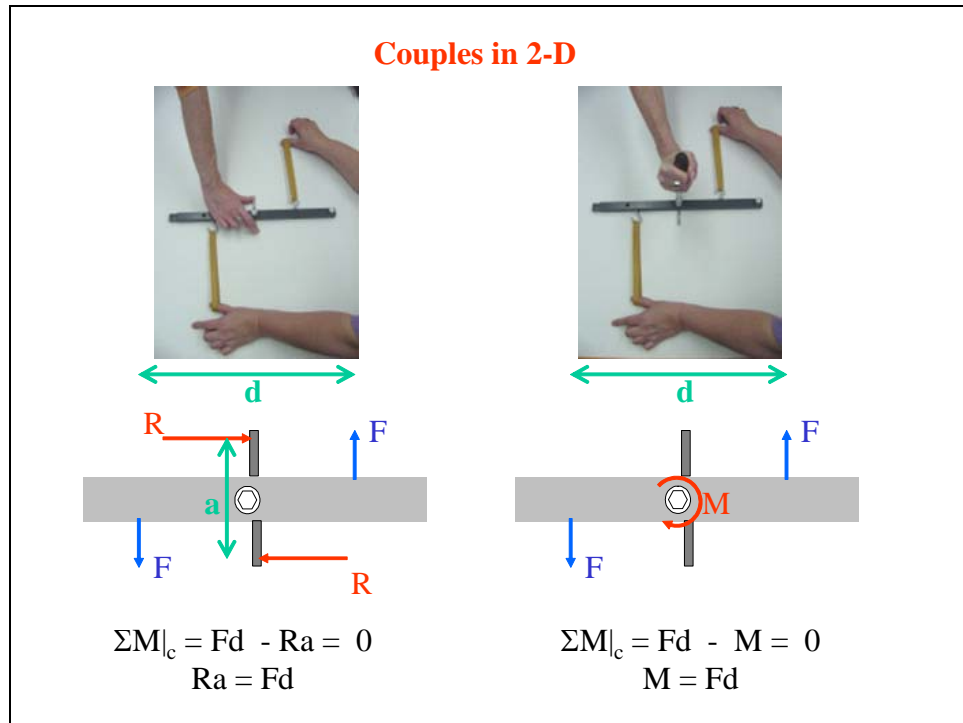 Couples in 2-D
d
R
F
a
F
R
ΣM|c = Fd - Ra = 0
Ra = Fd
d
F
M
F
ΣM|c = Fd - M = 0
M = Fd